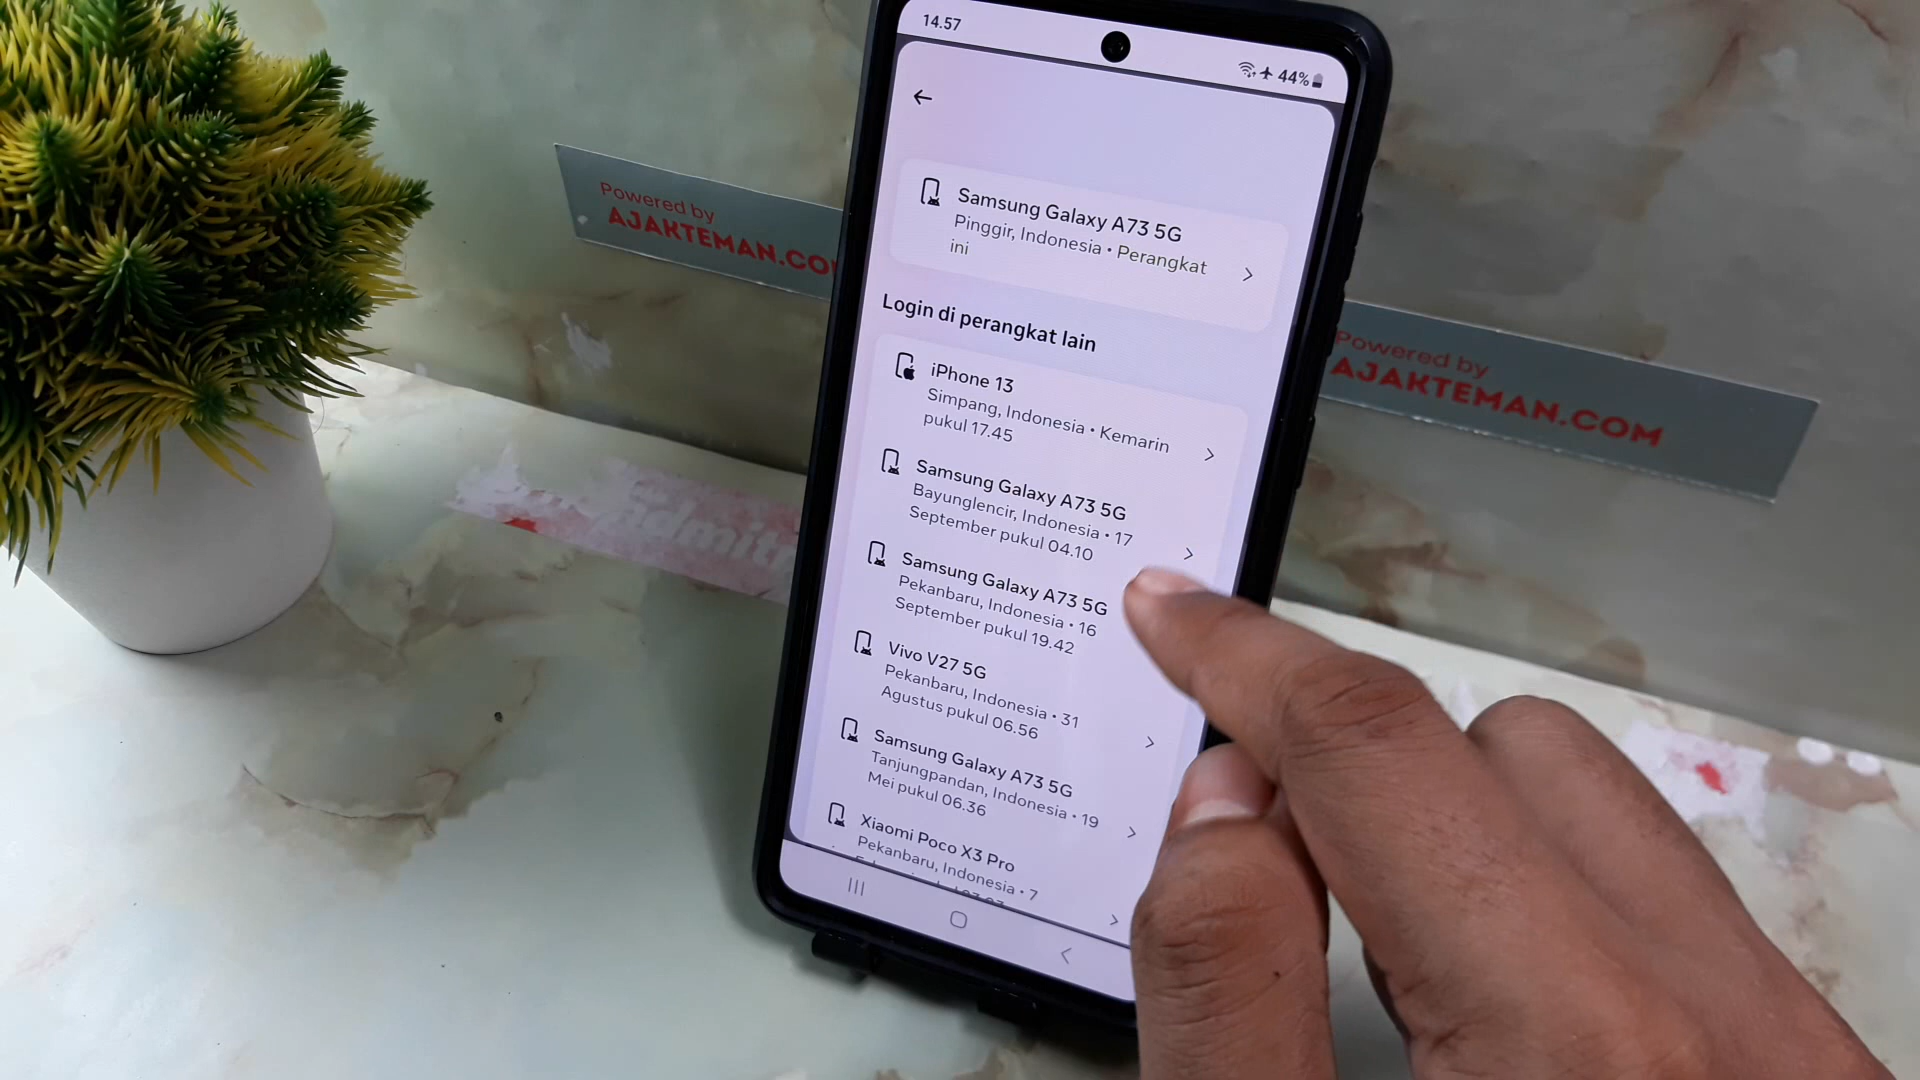 14.57
44%
Powered by
AJAKTEMAN.CO
Samsung Galaxy A73 5G
Pinggir, Indonesia • Perangkat
ini
Login di perangkat lain
Powered by
AJAKTEMAN.COM
iPhone 13
Simpang, Indonesia • Kemarin
pukul 17.45
Samsung Galaxy A73 5G
Bayunglencir, Indonesia • 17
September pukul 04.10
Samsung Galaxy A73 5G
Pekanbaru, Indonesia • 16
September pukul 19.42
Vivo V27 5G
Pekanbaru, Indonesia • 31
Agustus pukul 06.56
Samsung Galaxy A73 5G
Tanjungpandan, Indonesia • 19
Mei pukul 06.36
Xiaomi Poco X3 Pro
Pekanbaru, Indonesia • 7